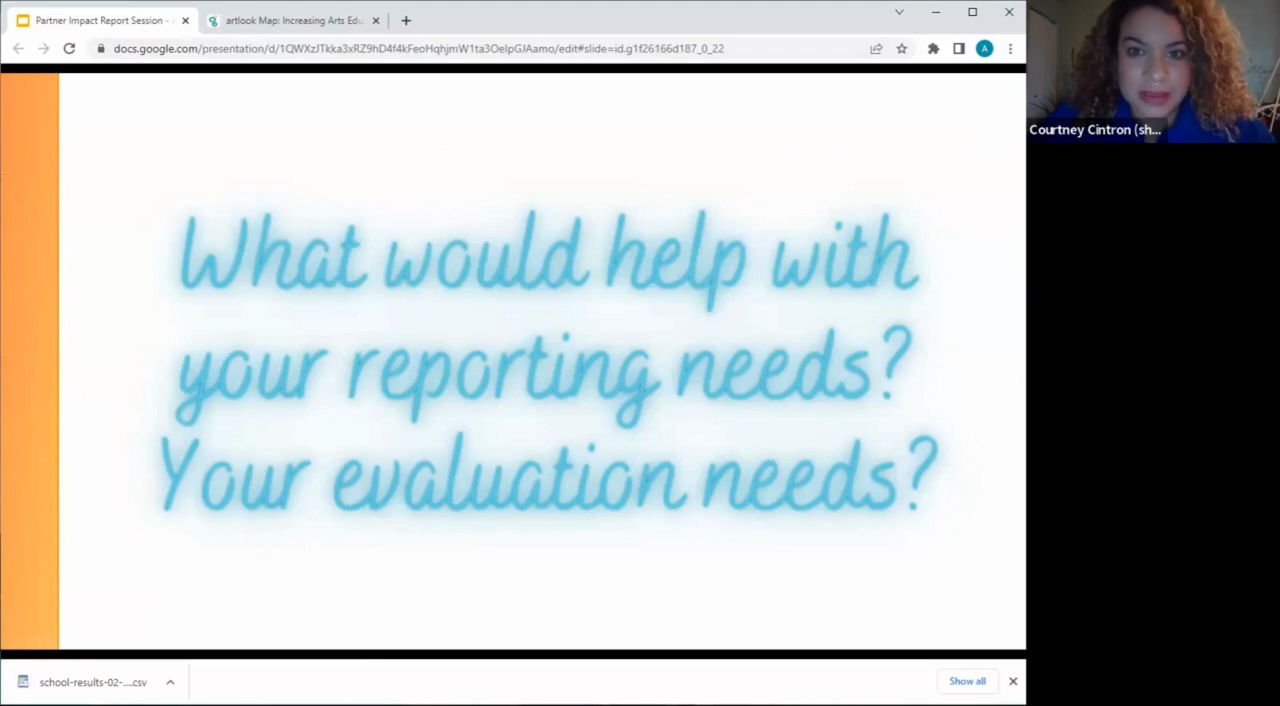 Partner Impact Report Session -
artlook Map: Increasing Arts Edu
docs.google.com/presentation/d/1QWXzJTkka3xRZ9hD4f4kFeoHqhjmW1ta3OelpGJAamo/edit#slide=id.g1f26166d187_0_22
A
Courtney Cintron (sh...
What would help with
your reporting needs?
Your evaluation needs?
school-results-02-....csv
Show all